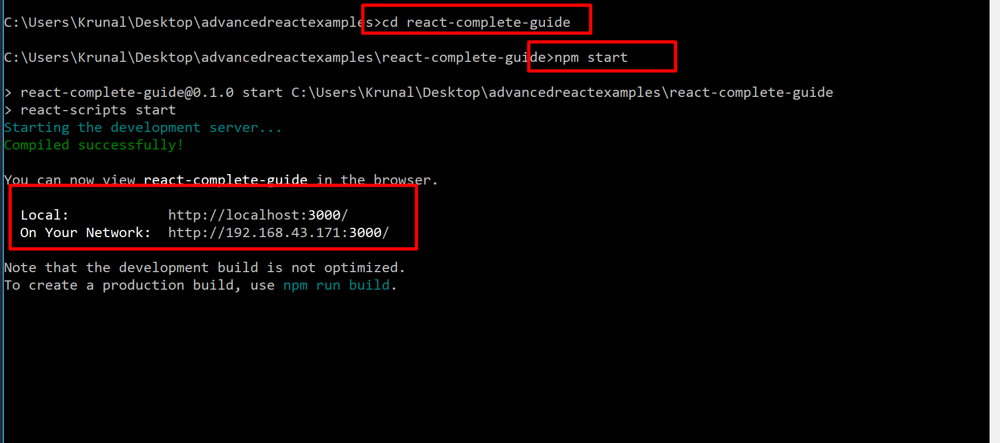 C:\Users\Krunal\Desktop\advancedreactexamples>cd react-complete-guide
C:\Users\Krunal\Desktop\advancedreactexamples\react-complete-guide>npm start
> react-complete-guide@0.1.0 start C:\Users\Krunal\Desktop\advancedreactexamples\react-complete-guide
> react-scripts start
Starting the development server...
Compiled successfully!
You can now view react-complete-guide in the browser.
Local: http://localhost:3000/
On Your Network: http://192.168.43.171:3000/
Note that the development build is not optimized.
To create a production build, use npm run build.